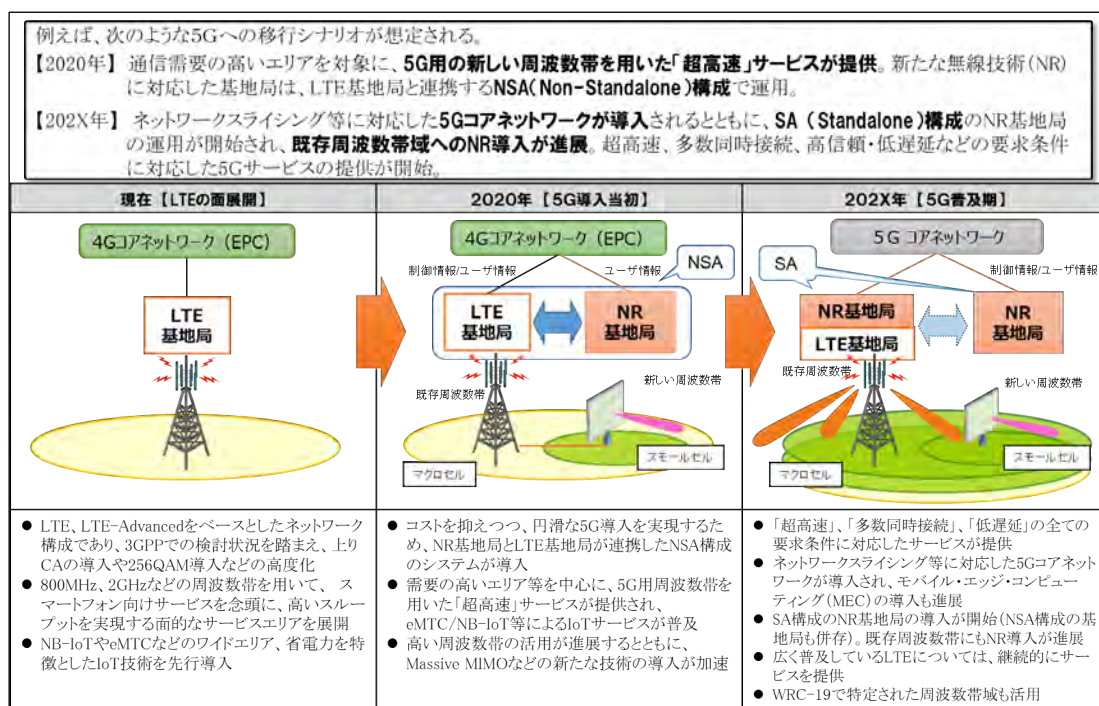 例えば、次のような5Gへの移行シナリオが想定される。
【2020年】 通信需要の高いエリアを対象に、5G用の新しい周波数帯を用いた「超高速」サービスが提供。新たな無線技術(NR)
に対応した基地局は、LTE基地局と連携するNSA(Non-Standalone)構成で運用。
【202X年】 ネットワークスライシング等に対応した5Gコアネットワークが導入されるとともに、SA (Standalone)構成のNR基地局
の運用が開始され、既存周波数帯域へのNR導入が進展。超高速、多数同時接続、高信頼・低遅延などの要求条件
に対応した5Gサービスの提供が開始。
現在【LTEの面展開】
4Gコアネットワーク(EPC)
LTE
基地局
● LTE、LTE-Advancedをベースとしたネットワーク
構成であり、3GPPでの検討状況を踏まえ、上り
CAの導入や256QAM導入などの高度化
● 800MHz、2GHzなどの周波数帯を用いて、 ス
マートフォン向けサービスを念頭に、高いスルー
プットを実現する面的なサービスエリアを展開
● NB-IoTやeMTCなどのワイドエリア、省電力を特
徴としたIoT技術を先行導入
2020年【5G導入当初】
4Gコアネットワーク(EPC)
制御情報/ユーザ情報
ユーザ情報
NSA
LTE
基地局
NR
基地局
既存周波数帯
新しい周波数帯
マクロセル
スモールセル
● コストを抑えつつ、円滑な5G導入を実現するた
め、NR基地局とLTE基地局が連携したNSA構成
のシステムが導入
● 需要の高いエリア等を中心に、5G用周波数帯を
用いた「超高速」サービスが提供され、
eMTC/NB-IoT等によるIoTサービスが普及
● 高い周波数帯の活用が進展するとともに、
Massive MIMOなどの新たな技術の導入が加速
202X年【5G普及期】
5G コアネットワーク
SA
制御情報/ユーザ情報
NR基地局
LTE基地局
NR
基地局
既存周波数帯
新しい周波数帯
マクロセル
スモールセル
● 「超高速」、「多数同時接続」、「低遅延」の全ての
要求条件に対応したサービスが提供
● ネットワークスライシング等に対応した5Gコアネッ
トワークが導入され、モバイル・エッジ・コンピュー
ティング(MEC)の導入も進展
● SA構成のNR基地局の導入が開始(NSA構成の基
地局も併存)。既存周波数帯にもNR導入が進展
● 広く普及しているLTEについては、継続的にサー
ビスを提供
● WRC-19で特定された周波数帯域も活用